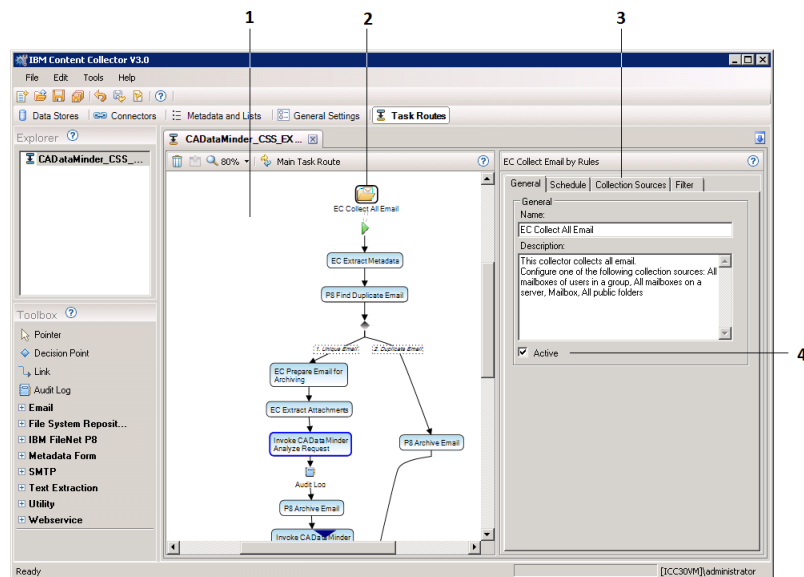 1
2
3
IBM Content Collector V3.0
File Edit Tools Help
Data Stores Connectors Metadata and Lists General Settings Task Routes
Explorer
CADataMinder_CSS_...
Toolbox
Pointer
Decision Point
Link
Audit Log
Email
File System Reposit...
IBM FileNet P8
Metadata Form
SMTP
Text Extraction
Utility
Webservice
CADataMinder_CSS_EX...
80% Main Task Route
EC Collect All Email
EC Extract Metadata
P8 Find Duplicate Email
1. Unique Email
2. Duplicate Email
EC Prepare Email for
Archiving
EC Extract Attachments
Invoke CADataMinder
Analyze Request
P8 Archive Email
Audit Log
P8 Archive Email
Invoke CADataMinder
EC Collect Email by Rules
General Schedule Collection Sources Filter
General
Name:
EC Collect All Email
Description:
This collector collects all email.
Configure one of the following collection sources: All
mailboxes of users in a group, All mailboxes on a
server, Mailbox, All public folders
Active
4
Ready
[ICC30VM]\administrator